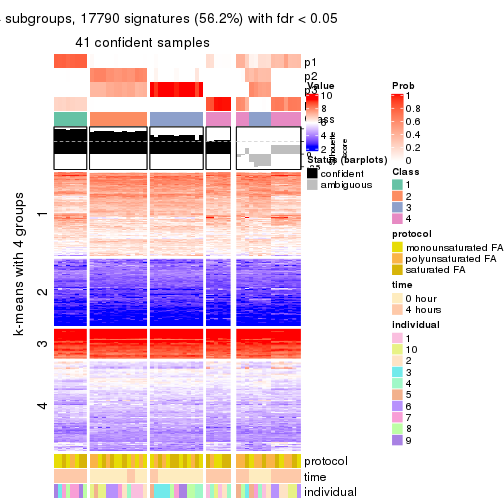 subgroups, 17790 signatures (56.2%) with fdr < 0.05
41 confident samples
p1
p2
p3
Value
10
8
6
4
2
Status (barplots)
confident
ambiguous
k-means with 4 groups
1
2
3
4
protocol
time
individual
Prob
1
0.8
0.6
0.4
0.2
0
Class
1
2
3
4
protocol
monounsaturated FA
polyunsaturated FA
saturated FA
time
0 hour
4 hours
individual
1
10
2
3
4
5
6
7
8
9